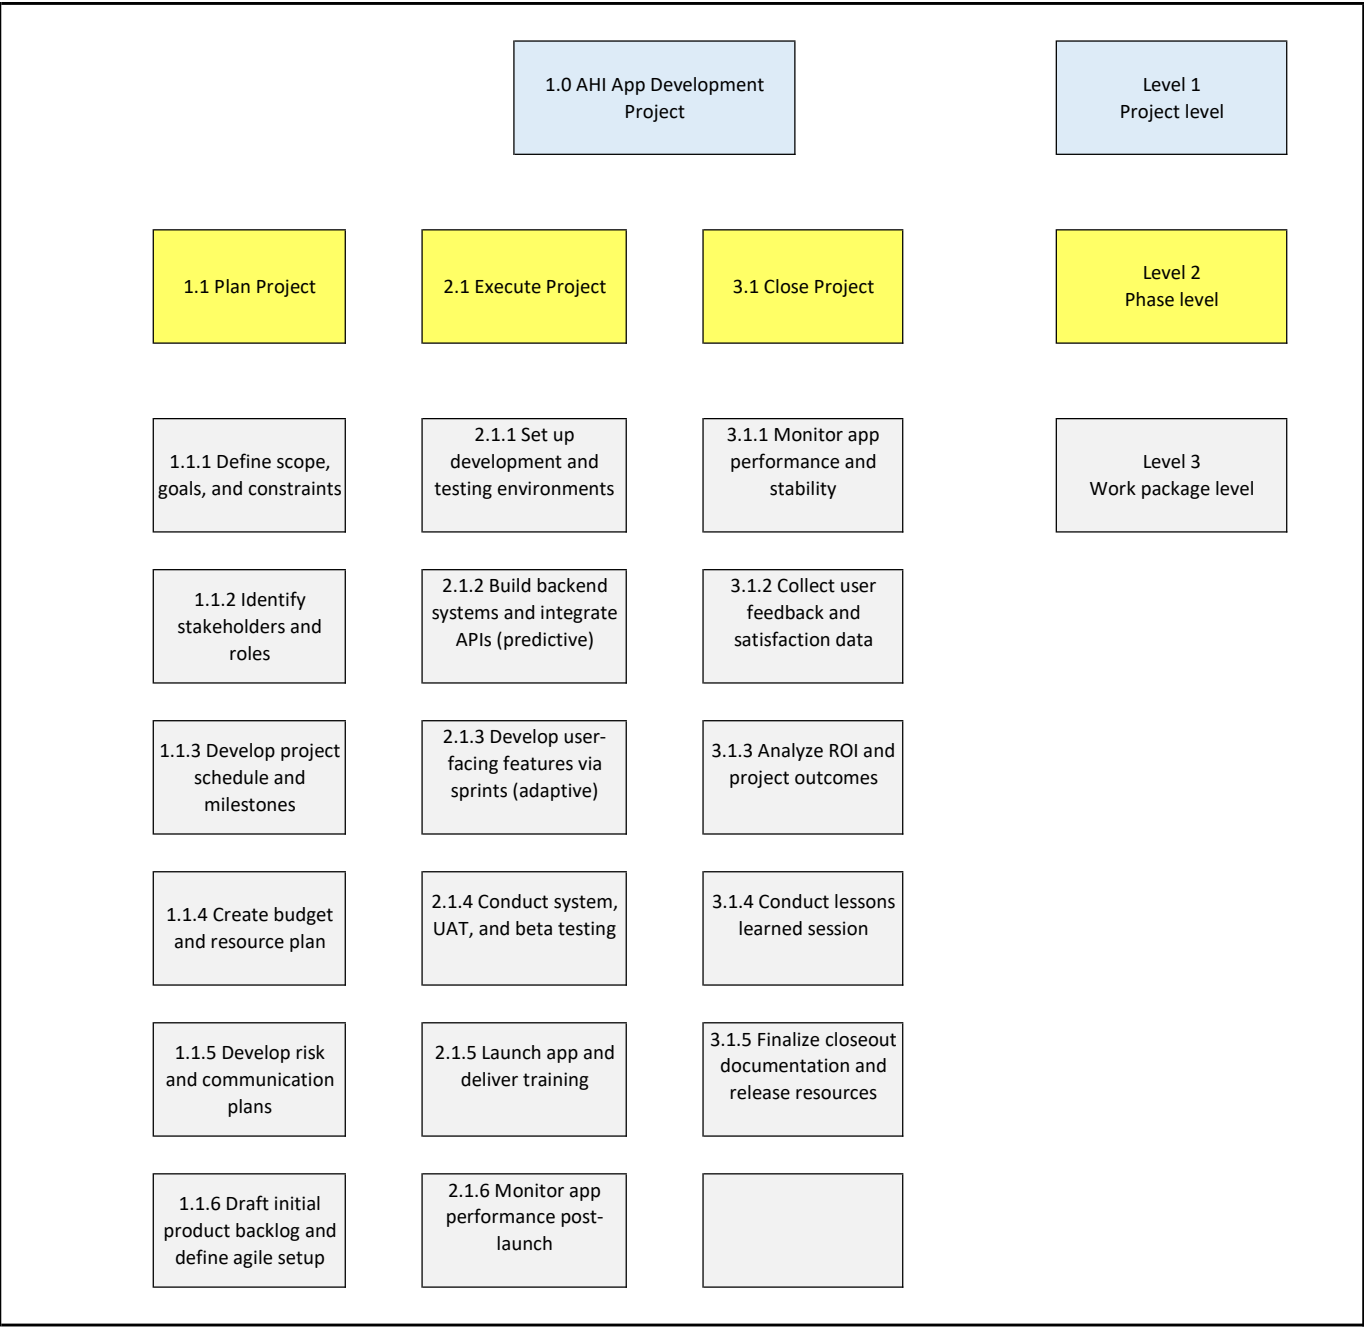 1.0 AHI App Development
Project
Level 1
Project level
1.1 Plan Project
2.1 Execute Project
3.1 Close Project
Level 2
Phase level
1.1.1 Define scope,
goals, and constraints
2.1.1 Set up
development and
testing environments
3.1.1 Monitor app
performance and
stability
Level 3
Work package level
1.1.2 Identify
stakeholders and
roles
2.1.2 Build backend
systems and integrate
APIs (predictive)
3.1.2 Collect user
feedback and
satisfaction data
1.1.3 Develop project
schedule and
milestones
2.1.3 Develop user-
facing features via
sprints (adaptive)
3.1.3 Analyze ROI and
project outcomes
1.1.4 Create budget
and resource plan
2.1.4 Conduct system,
UAT, and beta testing
3.1.4 Conduct lessons
learned session
1.1.5 Develop risk
and communication
plans
2.1.5 Launch app and
deliver training
3.1.5 Finalize closeout
documentation and
release resources
1.1.6 Draft initial
product backlog and
define agile setup
2.1.6 Monitor app
performance post-
launch